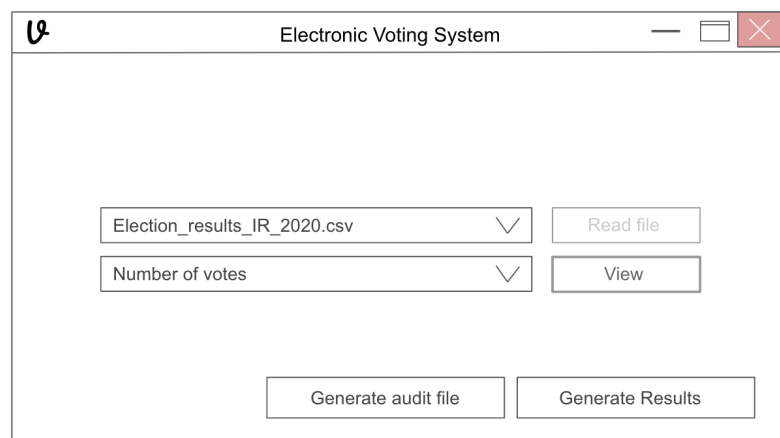 Electronic Voting System
Election_results_IR_2020.csv
Read file
Number of votes
View
Generate audit file
Generate Results